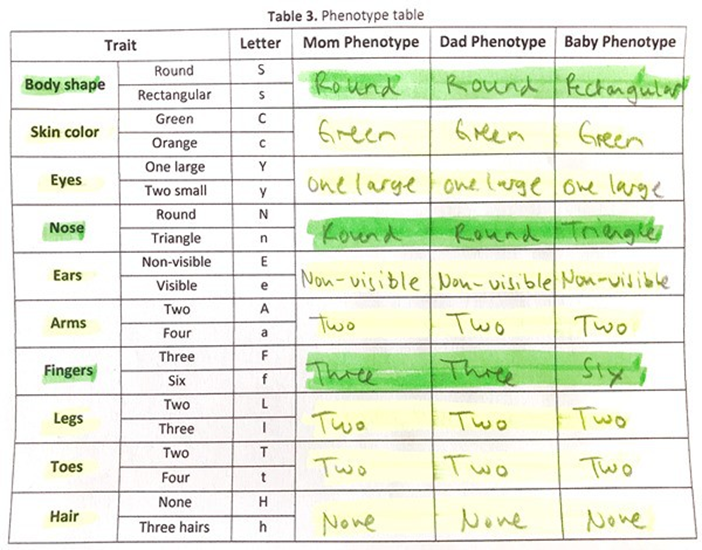 Table 3. Phenotype table
Trait Letter Mom Phenotype Dad Phenotype Baby Phenotype
Body shape Round S Round Round Rectangular
Rectangular s
Skin color Green C Green Green Green
Orange c
Eyes One large Y one large one large one large
Two small y
Nose Round N Round Round Triangle
Triangle n
Ears Non-visible E Non-visible Non-visible Non-visible
Visible e
Arms Two A Two Two Two
Four a
Fingers Three F Three Three Six
Six f
Legs Two L Two Two Two
Three l
Toes Two T Two Two Two
Four t
Hair None H None None None
Three hairs h